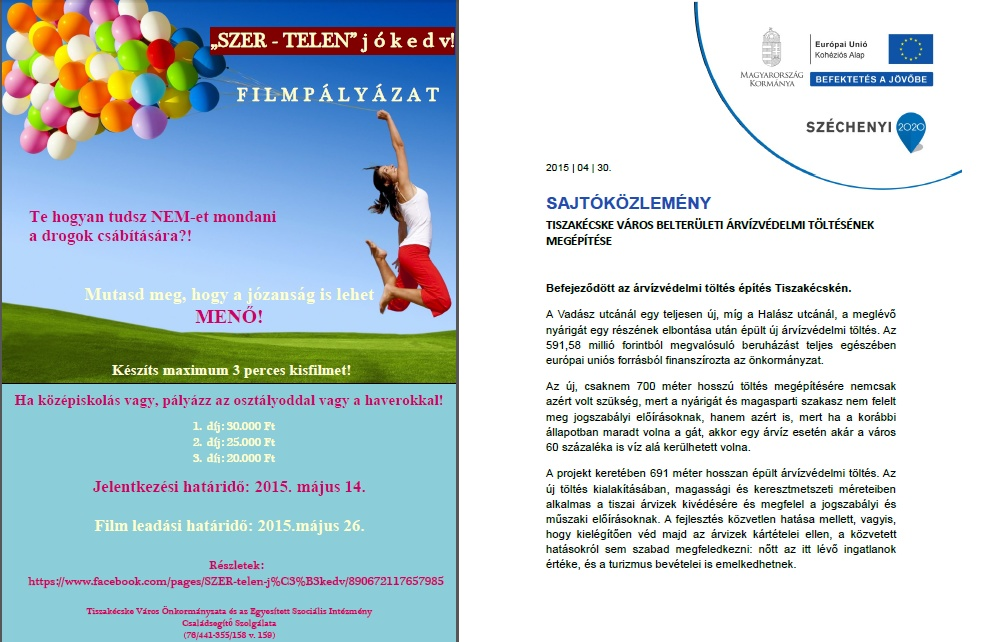 „SZER - TELEN” j ó k e d v!
F I L M P Á L Y Á Z A T
Te hogyan tudsz NEM-et mondani
a drogok csábítására?!
Mutasd meg, hogy a józanság is lehet
MENŐ!
Készíts maximum 3 perces kisfilmet!
Ha középiskolás vagy, pályázz az osztályoddal vagy a haverokkal!
1. díj: 30.000 Ft
2. díj: 25.000 Ft
3. díj: 20.000 Ft
Jelentkezési határidő: 2015. május 14.
Film leadási határidő: 2015.május 26.
Részletek:
https://www.facebook.com/pages/SZER-telen-j%C3%B3kedv/890672117657985
Tiszakécske Város Önkormányzata és az Egyesített Szociális Intézmény
Családsegítő Szolgálata
(76/441-355/158 v. 159)
MAGYARORSZÁG
KORMÁNYA
Európai Unió
Kohéziós Alap
BEFEKTETÉS A JÖVŐBE
SZÉCHENYI 2020
2015 | 04 | 30.
SAJTÓKÖZLEMÉNY
TISZAKÉCSKE VÁROS BELTERÜLETI ÁRVÍZVÉDELMI TÖLTÉSÉNEK
MEGÉPÍTÉSE
Befejeződött az árvízvédelmi töltés építés Tiszakécskén.
A Vadász utcánál egy teljesen új, míg a Halász utcánál, a meglévő
nyárigát egy részének elbontása után épült új árvízvédelmi töltés. Az
591,58 millió forintból megvalósuló beruházást teljes egészében
európai uniós forrásból finanszírozta az önkormányzat.
Az új, csaknem 700 méter hosszú töltés megépítésére nemcsak
azért volt szükség, mert a nyárigát és magasparti szakasz nem felelt
meg jogszabályi előírásoknak, hanem azért is, mert ha a korábbi
állapotban maradt volna a gát, akkor egy árvíz esetén akár a város
60 százaléka is víz alá kerülhetett volna.
A projekt keretében 691 méter hosszan épült árvízvédelmi töltés. Az
új töltés kialakításában, magassági és keresztmetszeti méreteiben
alkalmas a tiszai árvizek kivédésére és megfelel a jogszabályi és
műszaki előírásoknak. A fejlesztés közvetlen hatása mellett, vagyis,
hogy kielégítően véd majd az árvizek kártételei ellen, a közvetett
hatásokról sem szabad megfeledkezni: nőtt az itt lévő ingatlanok
értéke, és a turizmus bevételei is emelkedhetnek.